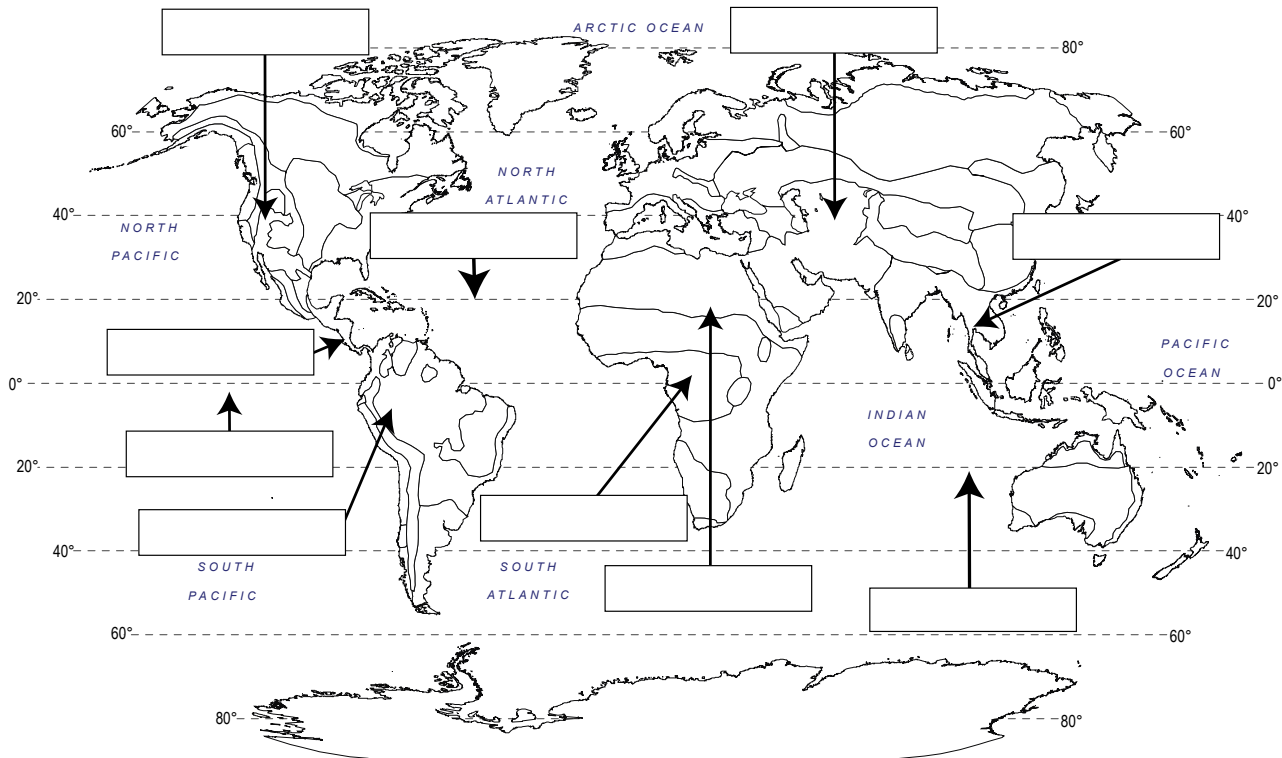 ARCTIC OCEAN
80°
60°
60°
NORTH
ATLANTIC
40°
40°
NORTH
PACIFIC
20°
20°
PACIFIC
OCEAN
0°
0°
INDIAN
OCEAN
20°
20°
40°
40°
SOUTH
PACIFIC
SOUTH
ATLANTIC
60°
60°
80°
80°